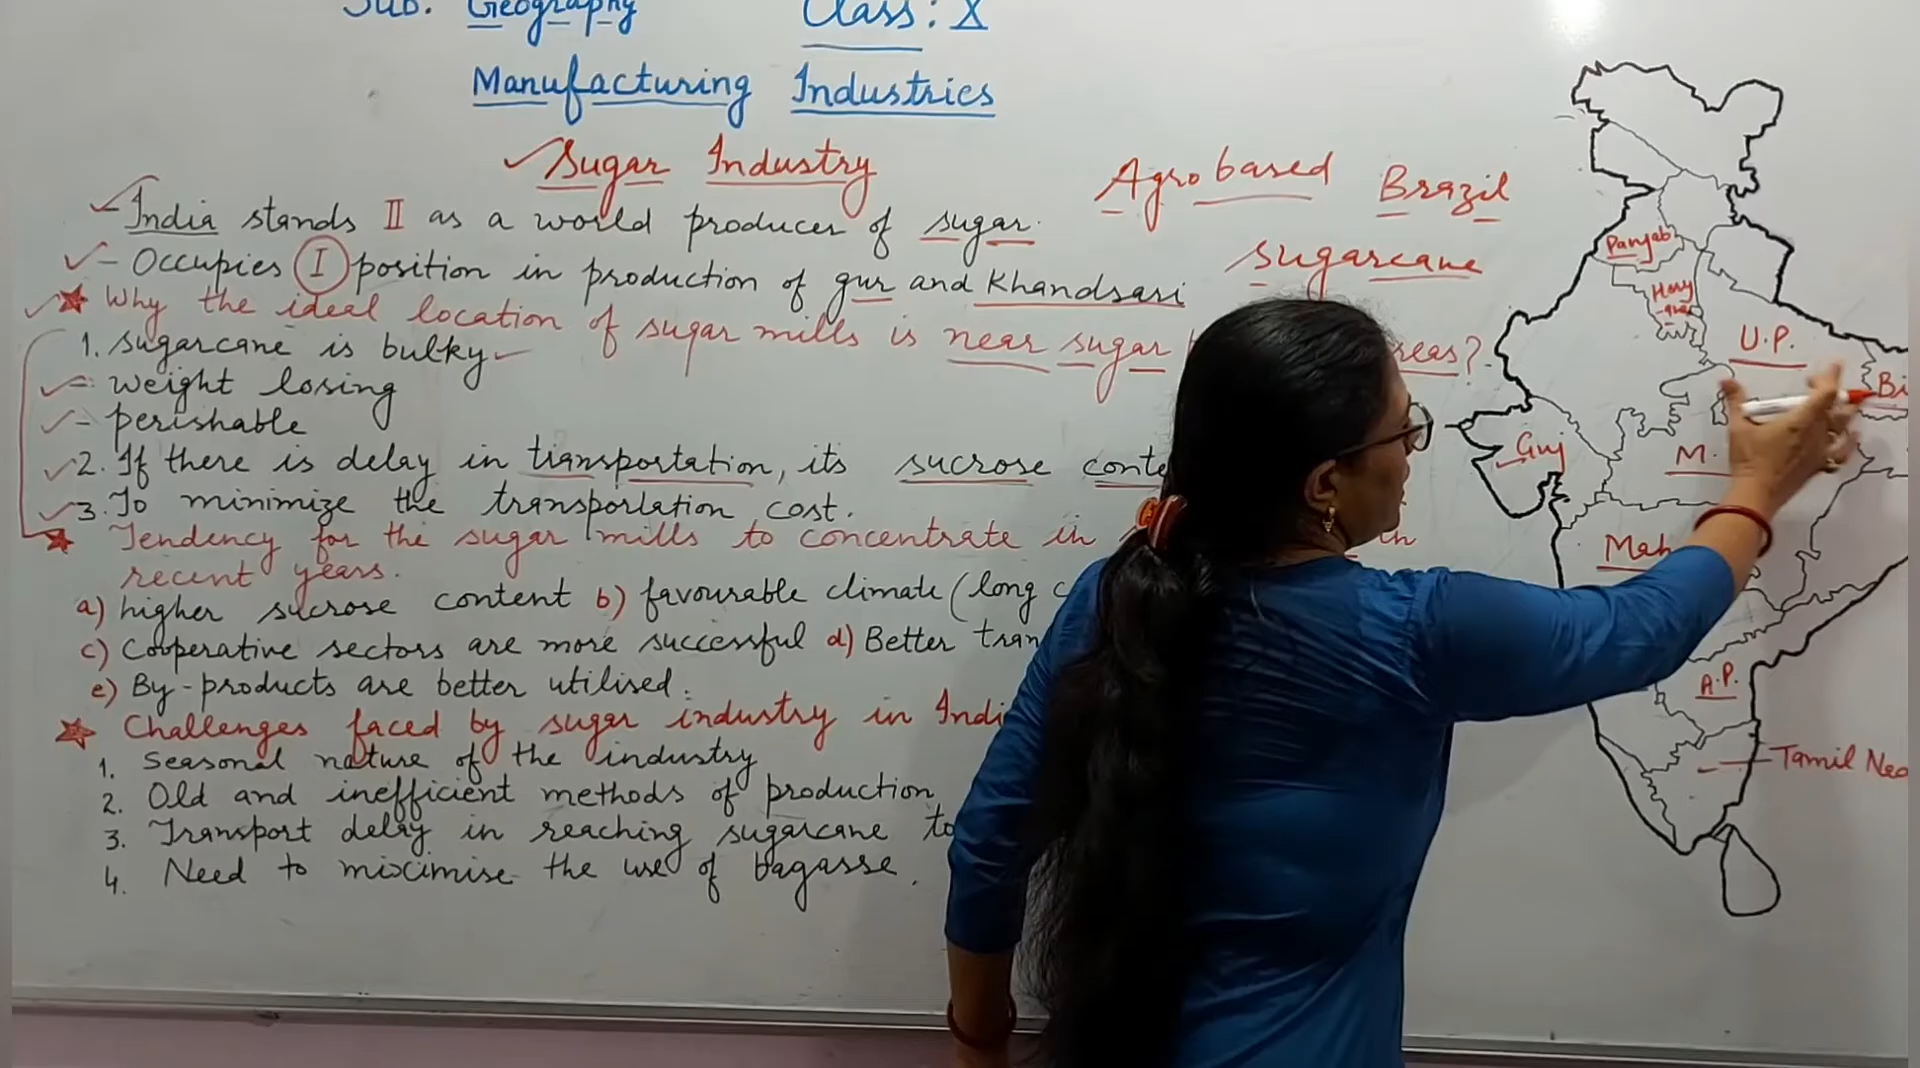 Sub. Geography Class: X
Manufacturing Industries
Sugar Industry
Agro based Brazil
- India stands II as a world producer of sugar.
sugarcane
- Occupies I position in production of gur and Khandsari
Why the ideal location of sugar mills is near sugar
1. Sugarcane is bulky
- weight losing
- perishable
2. If there is delay in transportation, its sucrose
3. To minimize the transportation cost.
Tendency for the sugar mills to concentrate in
recent years.
a) higher sucrose content b) favourable climate (long
c) Cooperative sectors are more successful d) Better
e) By-products are better utilised.
Challenges faced by sugar industry in
1. Seasonal nature of the industry
2. Old and inefficient methods of production
3. Transport delay in reaching sugarcane to
4. Need to miximise the use of bagasse.
Panjab
U.P.
Guj
M.
A.P.
Tamil